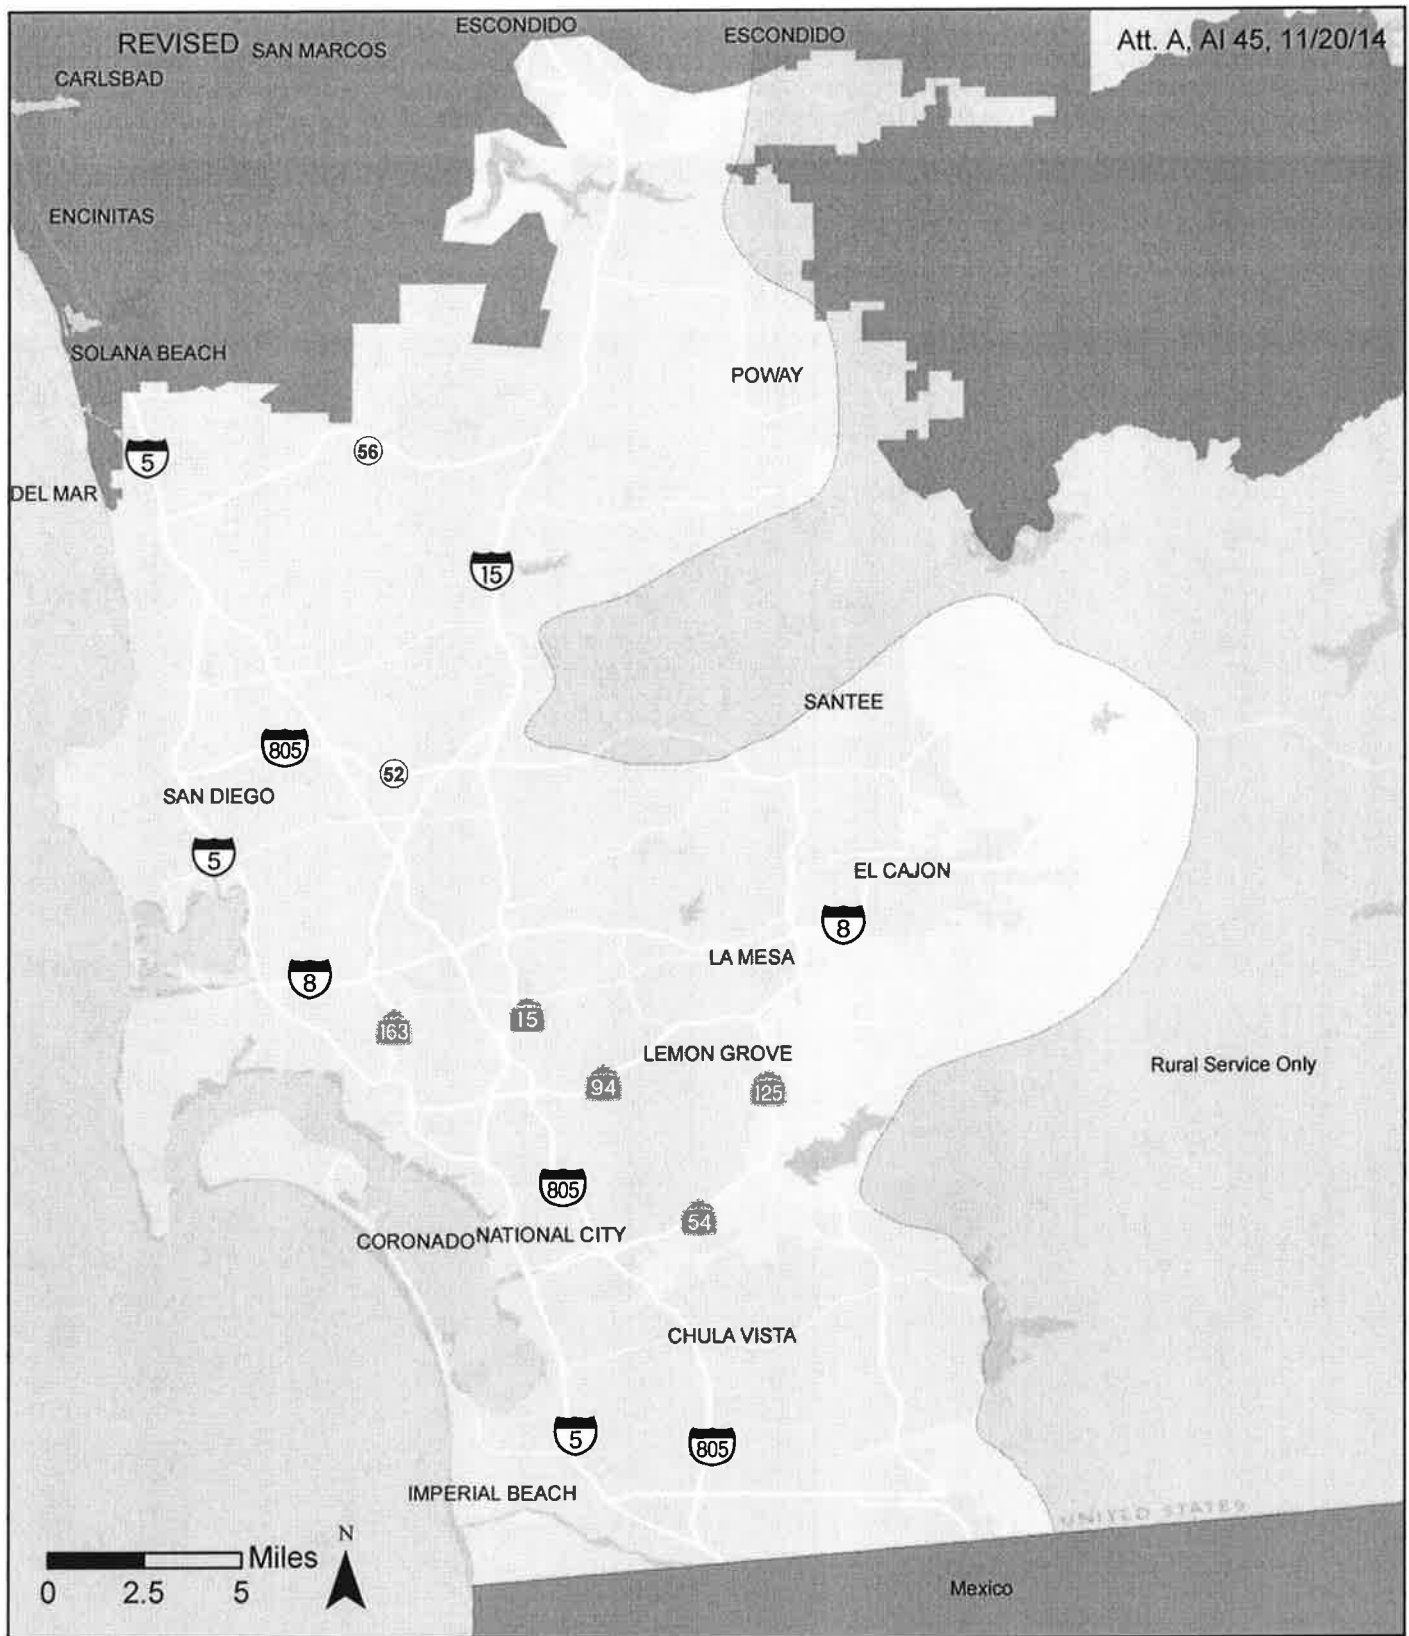 ESCONDIDO
ESCONDIDO
REVISED
SAN MARCOS
Att. A, AI 45, 11/20/14
CARLSBAD
ENCINITAS
SOLANA BEACH
POWAY
56
5
DEL MAR
15
SANTEE
805
52
SAN DIEGO
5
EL CAJON
8
LA MESA
8
15
163
LEMON GROVE
Rural Service Only
94
125
805
54
CORONADO
NATIONAL CITY
CHULA VISTA
5
805
IMPERIAL BEACH
UNITED STATES
N
Miles
0 2.5 5
Mexico